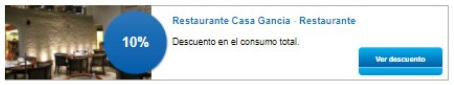 Restaurante Casa Gancia - Restaurante
10%
Descuento en el consumo total.
Ver descuento